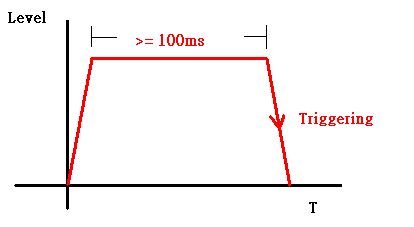 Level
>= 100ms
Triggering
T